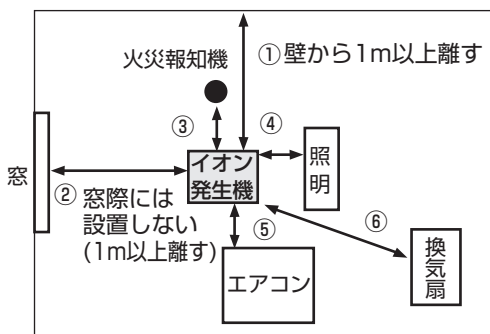 ①壁から1m以上離す
火災報知機
③
④
イオン
発生機
照明
窓
②
窓際には
設置しない
(1m以上離す)
⑤
⑥
エアコン
換気扇